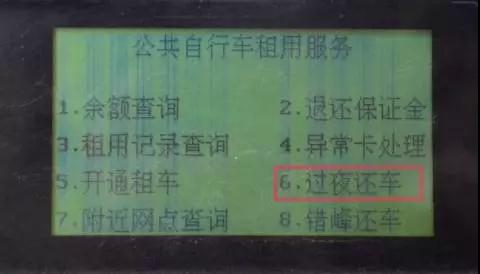 公共自行车租用服务
1.余额查询 2.退还保证金
3.租用记录查询 4.异常卡处理
5.开通租车 6.过夜还车
7.附近网点查询 8.错峰还车